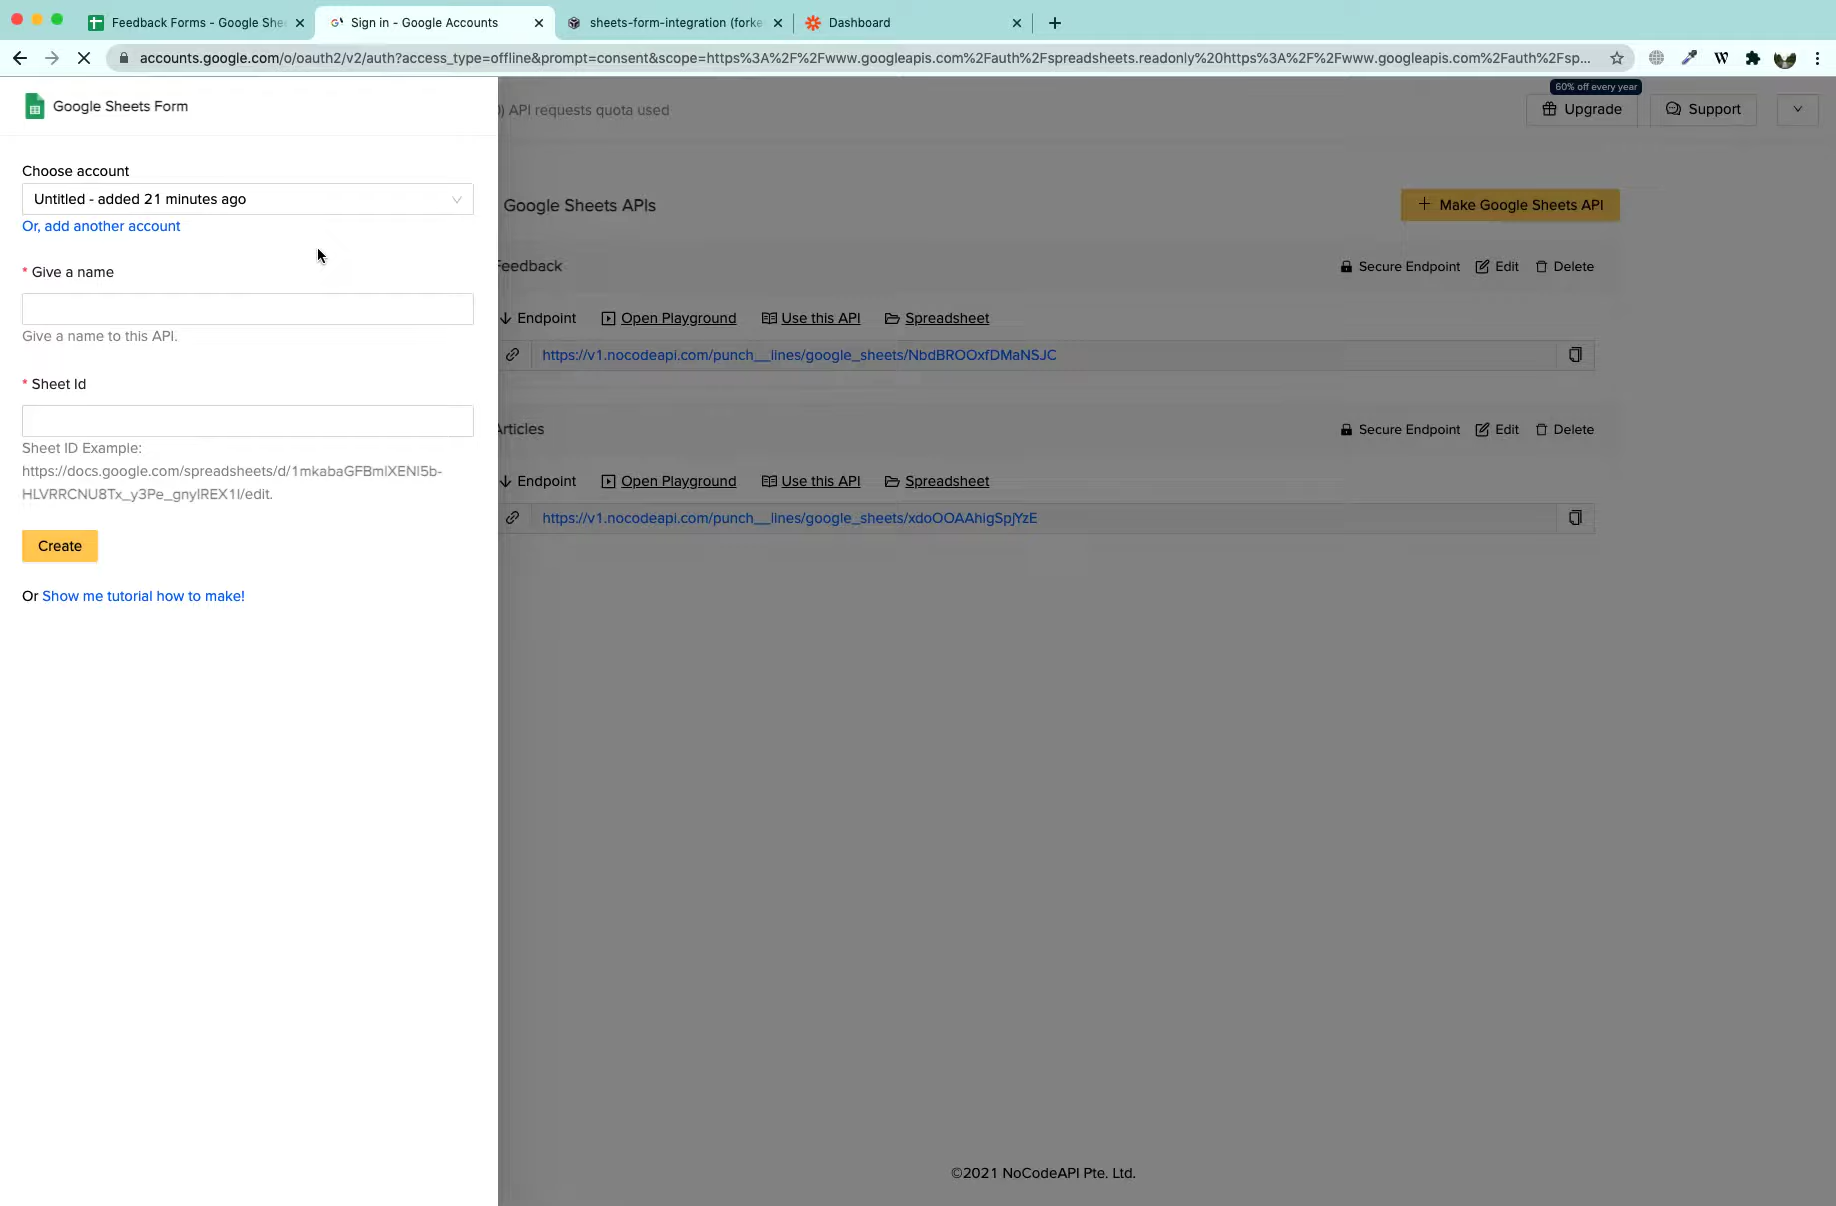 Feedback Forms - Google She
Sign in - Google Accounts
sheets-form-integration (forke
Dashboard
accounts.google.com/o/oauth2/v2/auth?access_type=offline&prompt=consent&scope=https%3A%2F%2Fwww.googleapis.com%2Fauth%2Fspreadsheets.readonly%20https%3A%2F%2Fwww.googleapis.com%2Fauth%2Fsp...
Google Sheets Form
) API requests quota used
60% off every year
Upgrade
Support
Choose account
Untitled - added 21 minutes ago
Or, add another account
* Give a name
Give a name to this API.
* Sheet Id
Sheet ID Example:
https://docs.google.com/spreadsheets/d/1mkabaGFBmlXENl5b-
HLVRRCNU8Tx_y3Pe_gnylREX1I/edit.
Create
Or Show me tutorial how to make!
Google Sheets APIs
+ Make Google Sheets API
Feedback
Secure Endpoint Edit Delete
Endpoint Open Playground Use this API Spreadsheet
https://v1.nocodeapi.com/punch__lines/google_sheets/NbdBROOxfDMaNSJC
Articles
Secure Endpoint Edit Delete
Endpoint Open Playground Use this API Spreadsheet
https://v1.nocodeapi.com/punch__lines/google_sheets/xdoOOAAhigSpjYzE
©2021 NoCodeAPI Pte. Ltd.